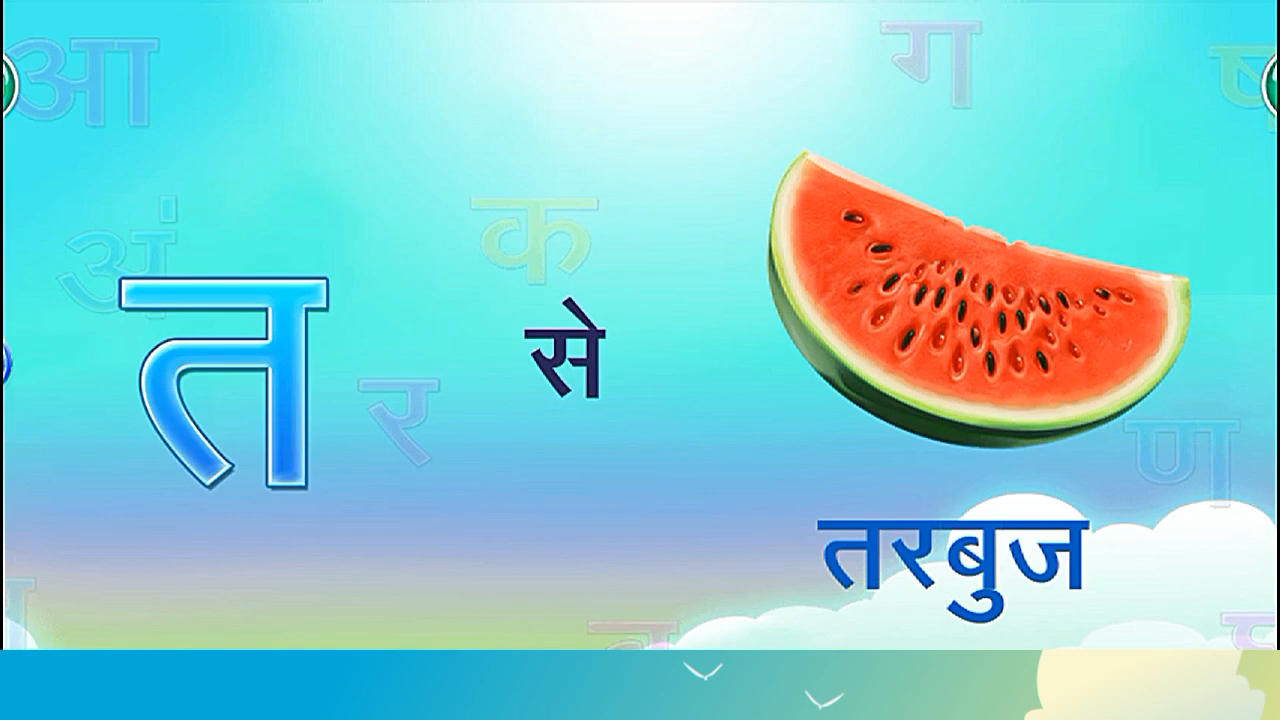 आ
ग
ष
अं
क
त से
र
ण
तरबुज